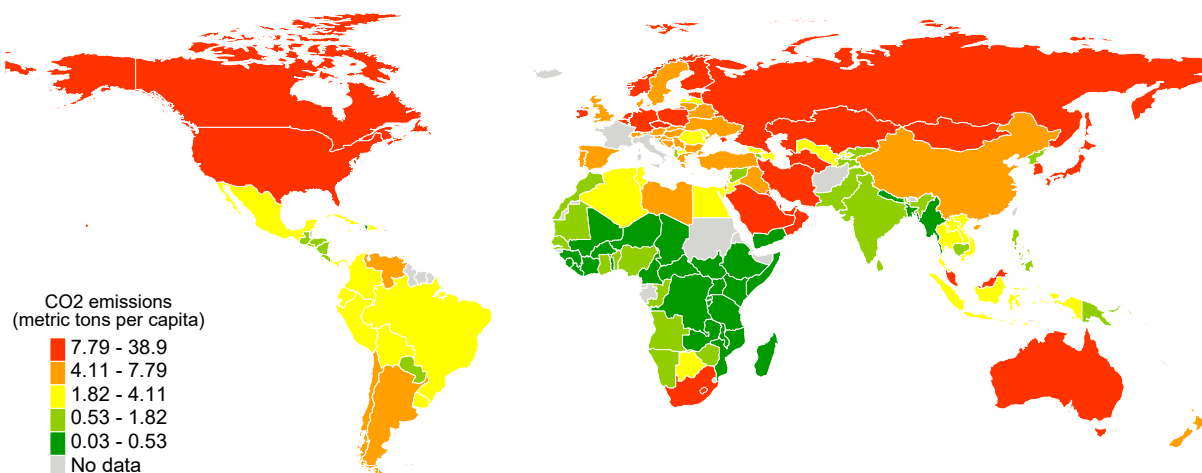 CO2 emissions
(metric tons per capita)
7.79 - 38.9
4.11 - 7.79
1.82 - 4.11
0.53 - 1.82
0.03 - 0.53
No data